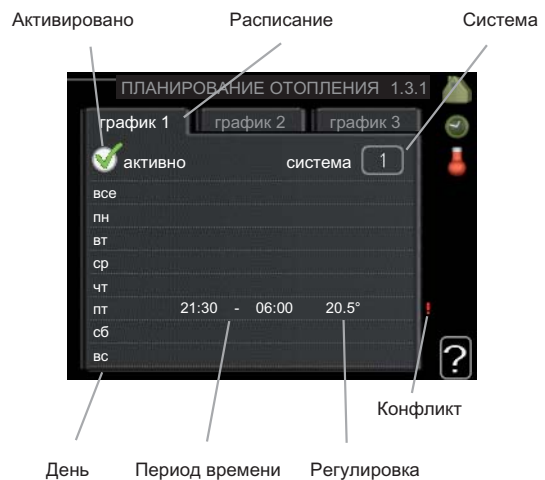 Активировано Расписание Система
ПЛАНИРОВАНИЕ ОТОПЛЕНИЯ 1.3.1
график 1 график 2 график 3
активно система 1
все
пн
вт
ср
чт
пт 21:30 - 06:00 20.5° !
сб
вс
?
Конфликт
День Период времени Регулировка